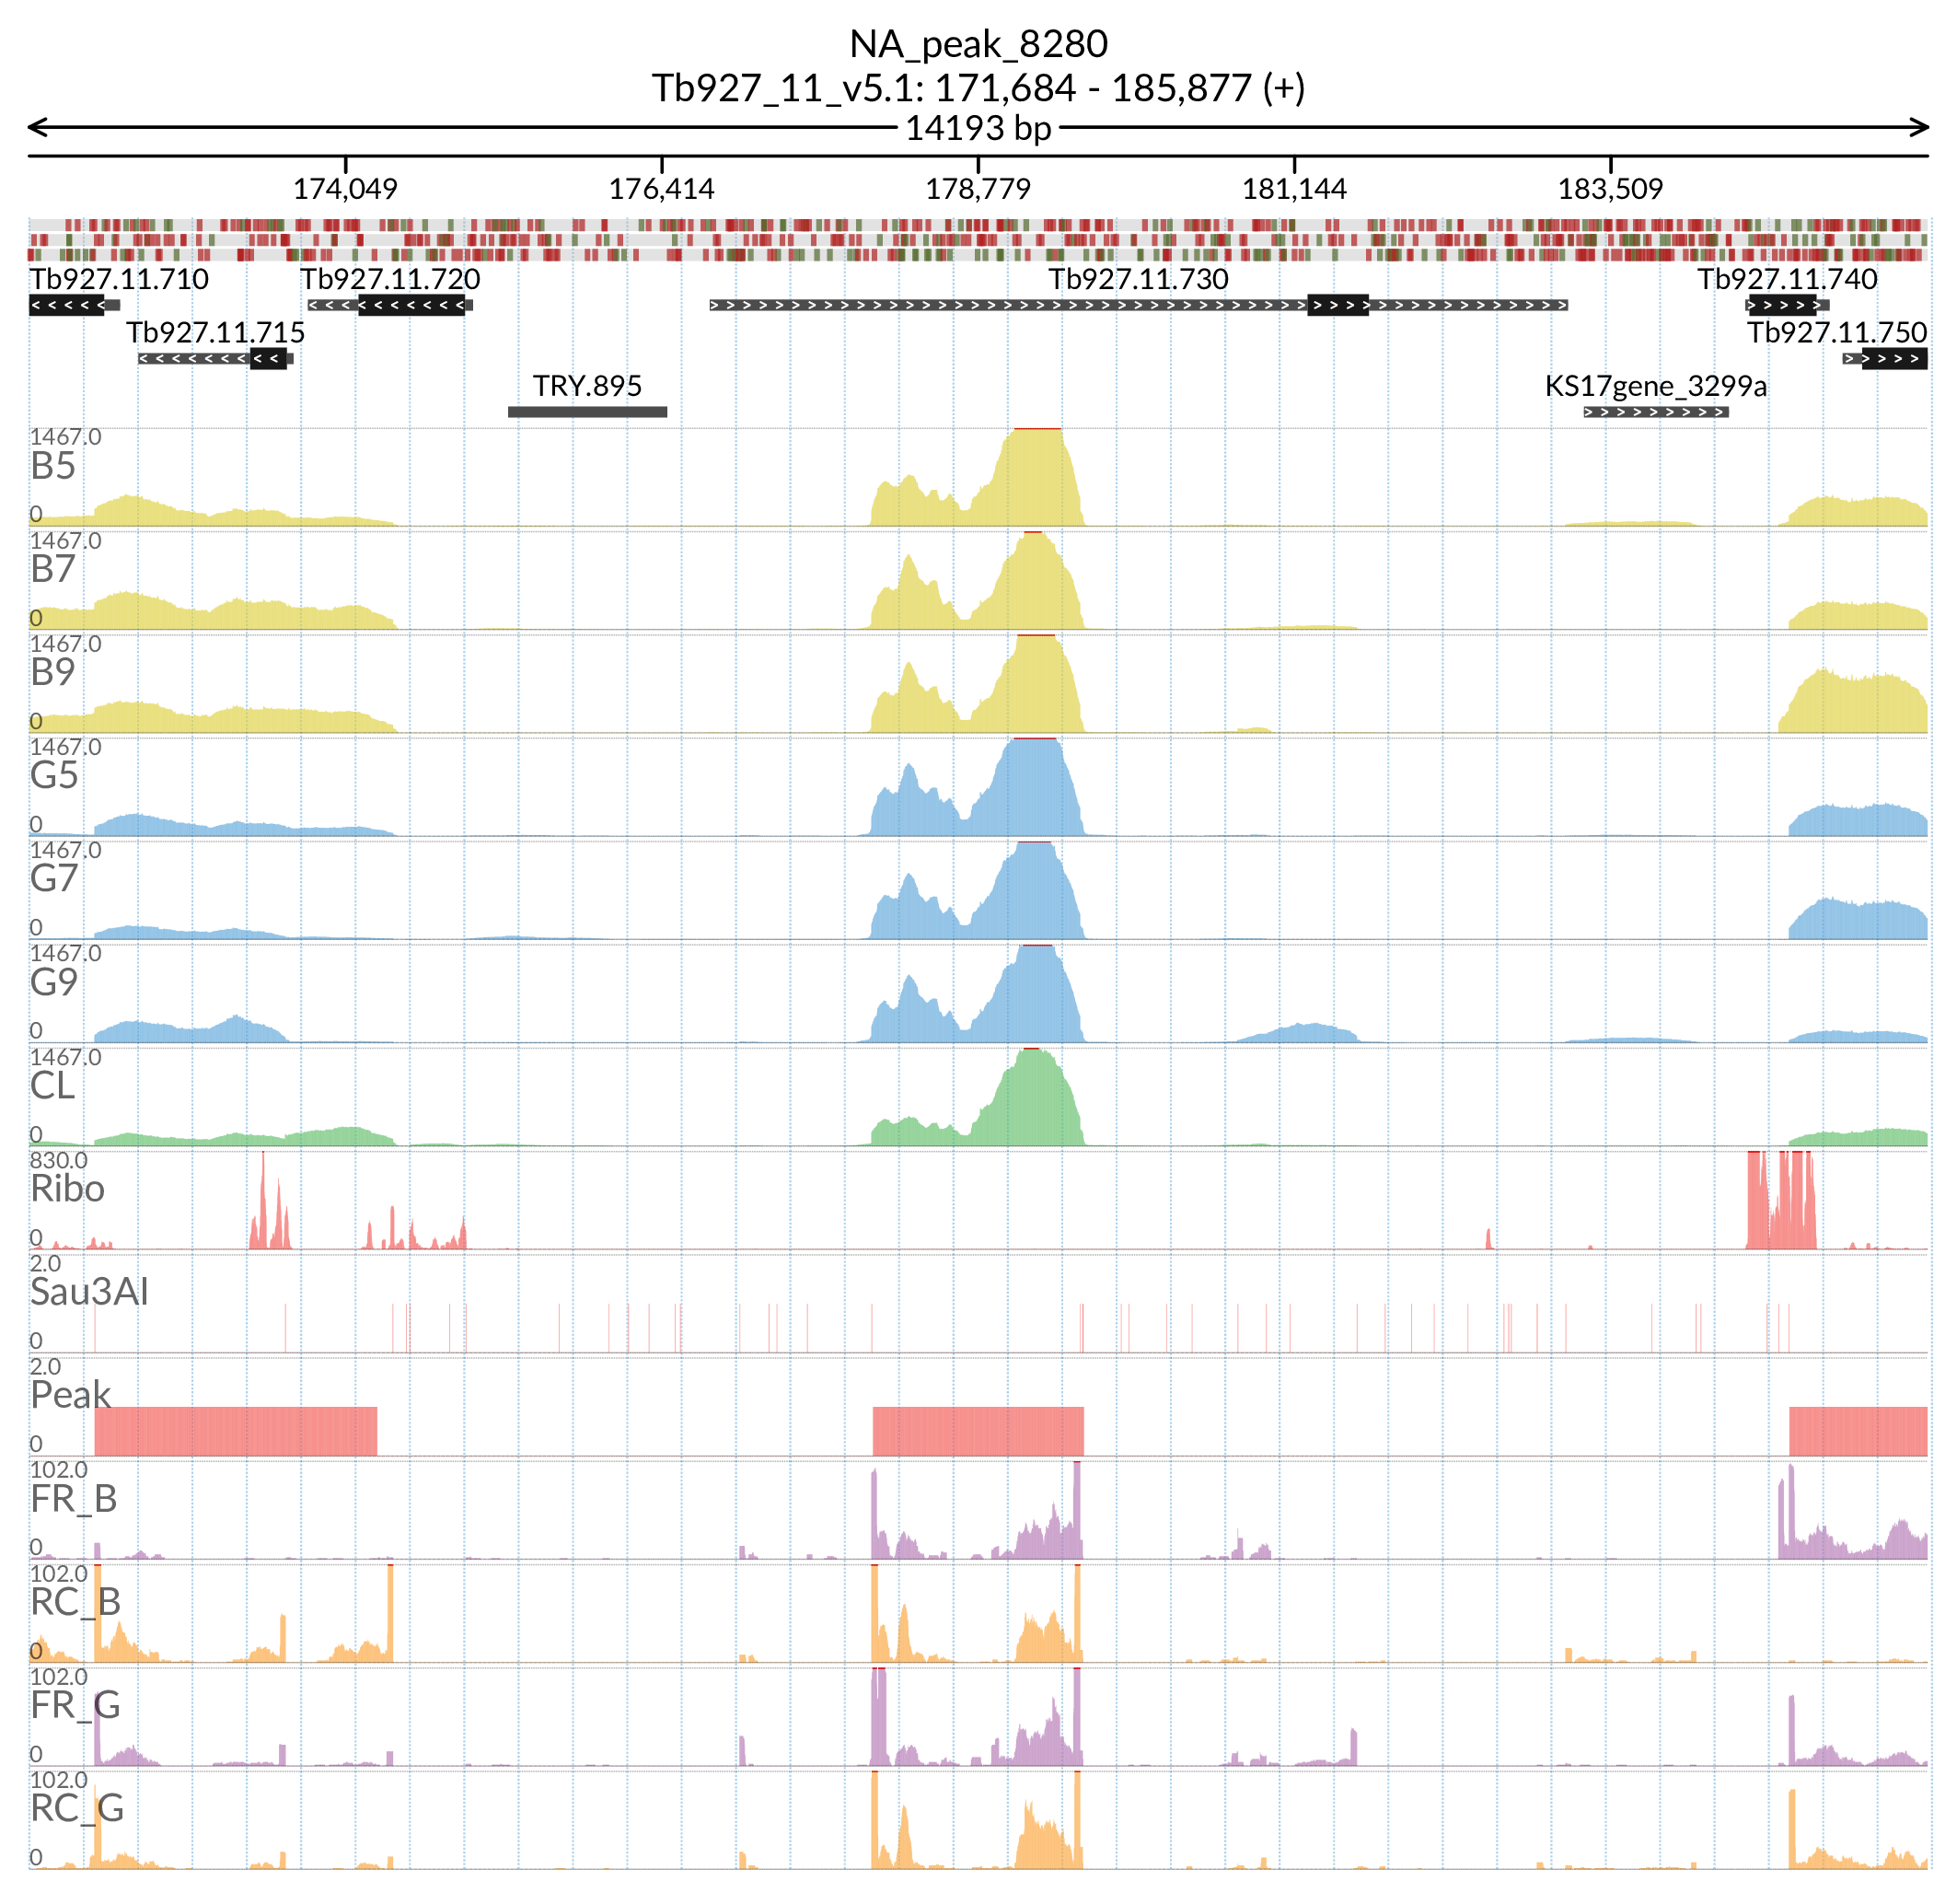 NA_peak_8280
Tb927_11_v5.1: 171,684 - 185,877 (+)
14193 bp
174,049 176,414 178,779 181,144 183,509
Tb927.11.710 Tb927.11.720 Tb927.11.730 Tb927.11.740
Tb927.11.715 Tb927.11.750
TRY.895 KS17gene_3299a
1467.0
B5
0
1467.0
B7
0
1467.0
B9
0
1467.0
G5
0
1467.0
G7
0
1467.0
G9
0
1467.0
CL
0
830.0
Ribo
0
2.0
Sau3AI
0
2.0
Peak
0
102.0
FR_B
0
102.0
RC_B
0
102.0
FR_G
0
102.0
RC_G
0